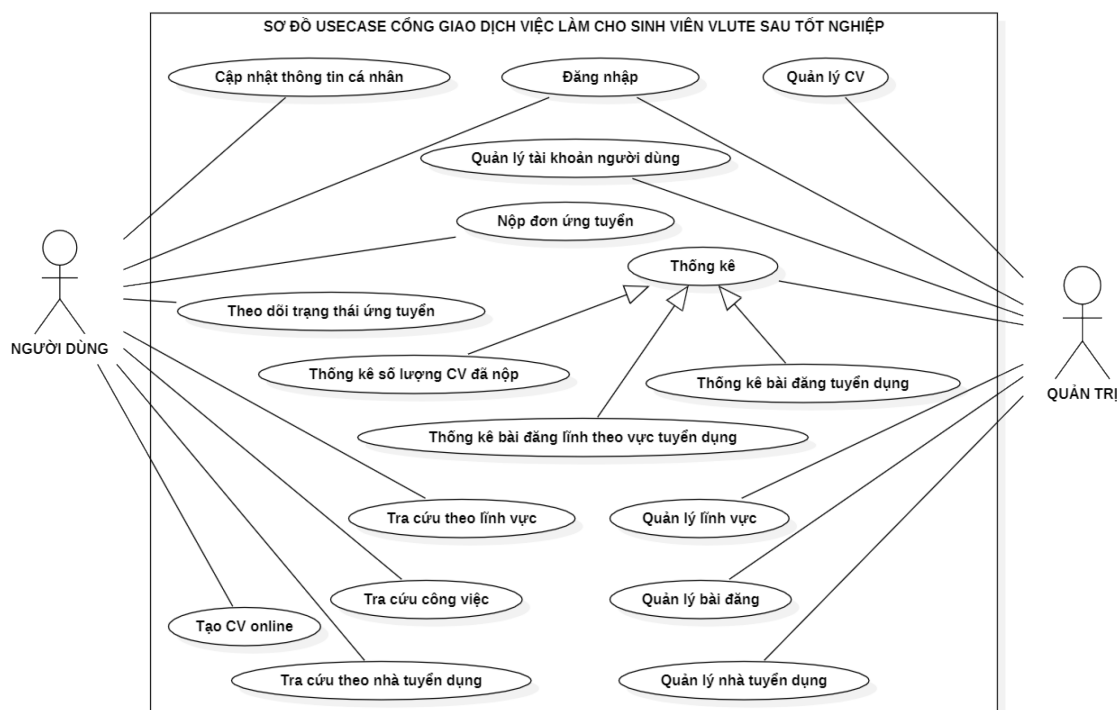 SƠ ĐỒ USECASE CỔNG GIAO DỊCH VIỆC LÀM CHO SINH VIÊN VLUTE SAU TỐT NGHIỆP
Cập nhật thông tin cá nhân
Đăng nhập
Quản lý CV
Quản lý tài khoản người dùng
Nộp đơn ứng tuyển
Thống kê
Theo dõi trạng thái ứng tuyển
NGƯỜI DÙNG
Thống kê số lượng CV đã nộp
Thống kê bài đăng tuyển dụng
QUẢN TRỊ
Thống kê bài đăng lĩnh theo vực tuyển dụng
Tra cứu theo lĩnh vực
Quản lý lĩnh vực
Tra cứu công việc
Quản lý bài đăng
Tạo CV online
Tra cứu theo nhà tuyển dụng
Quản lý nhà tuyển dụng